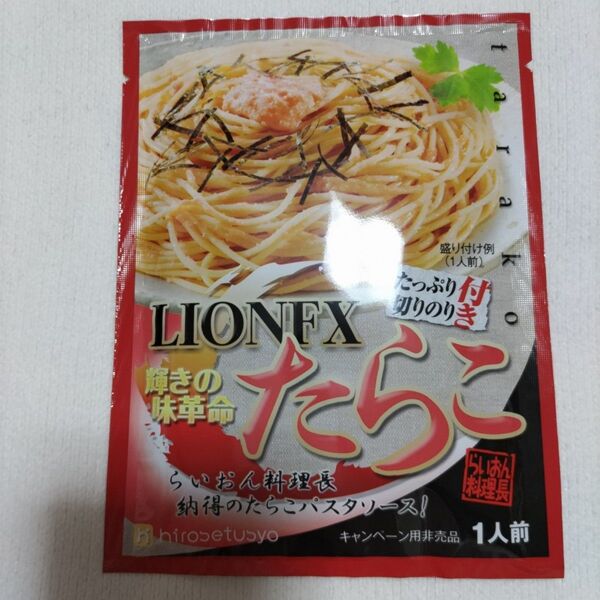 tarako
盛り付け例
(1人前)
たっぷり
切りのり
付き
LIONFX
輝きの
味革命
たらこ
らいおん料理長
納得のたらこパスタソース!
らいおん
料理長
h hirosetusyo
キャンペーン用非売品
1人前